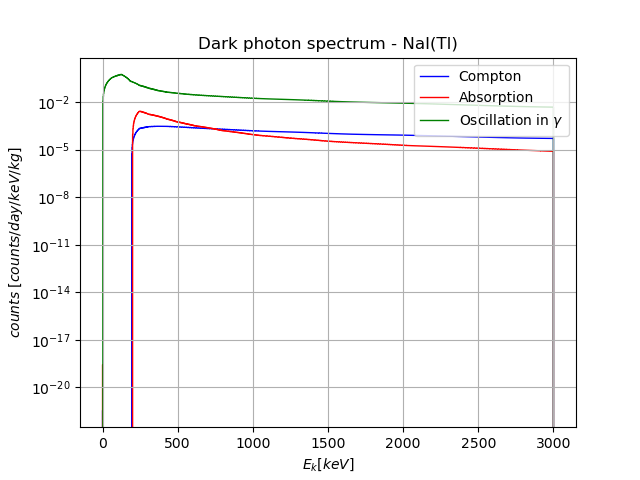 Dark photon spectrum - NaI(Tl)
Compton
Absorption
Oscillation in γ
counts [counts/day/keV/kg]
10⁻²
10⁻⁵
10⁻⁸
10⁻¹¹
10⁻¹⁴
10⁻¹⁷
10⁻²⁰
0 500 1000 1500 2000 2500 3000
Eₖ[keV]